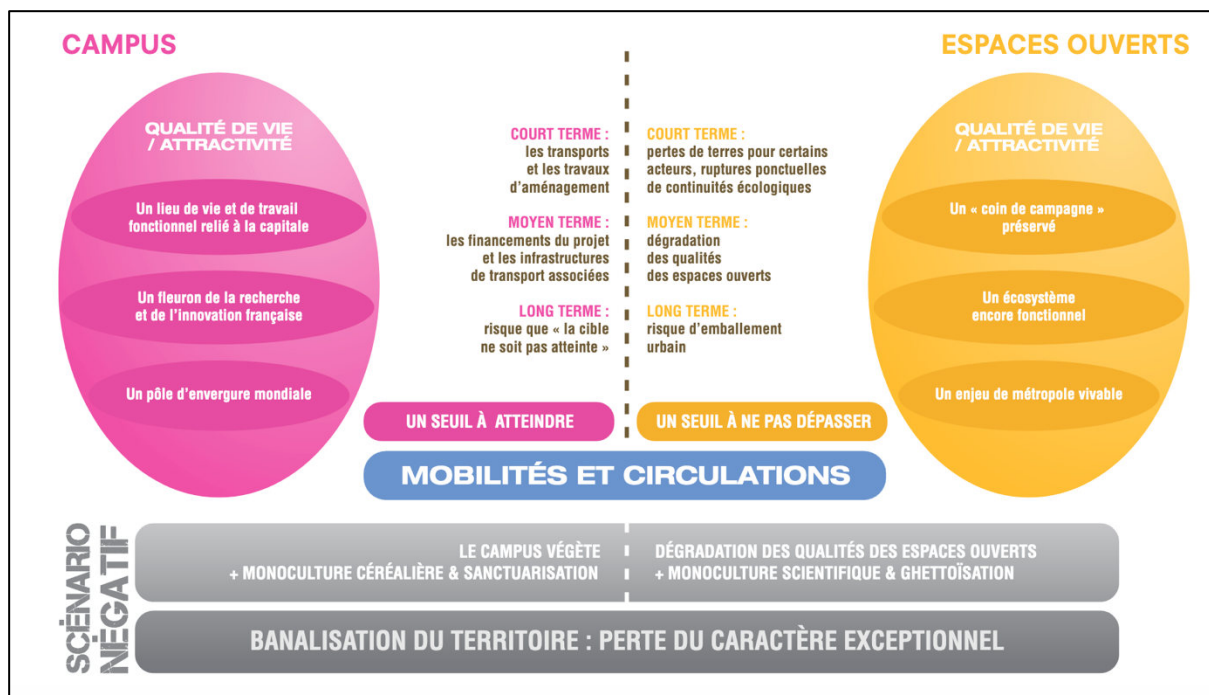 CAMPUS
QUALITÉ DE VIE
/ ATTRACTIVITÉ
Un lieu de vie et de travail
fonctionnel relié à la capitale
Un fleuron de la recherche
et de l'innovation française
Un pôle d'envergure mondiale
COURT TERME :
les transports
et les travaux
d'aménagement
MOYEN TERME :
les financements du projet
et les infrastructures
de transport associées
LONG TERME :
risque que « la cible
ne soit pas atteinte »
UN SEUIL À ATTEINDRE
ESPACES OUVERTS
COURT TERME :
pertes de terres pour certains
acteurs, ruptures ponctuelles
de continuités écologiques
MOYEN TERME :
dégradation
des qualités
des espaces ouverts
LONG TERME :
risque d'emballement
urbain
UN SEUIL À NE PAS DÉPASSER
QUALITÉ DE VIE
/ ATTRACTIVITÉ
Un « coin de campagne »
préservé
Un écosystème
encore fonctionnel
Un enjeu de métropole vivable
MOBILITÉS ET CIRCULATIONS
SCÉNARIO
NÉGATIF
LE CAMPUS VÉGÈTE
+ MONOCULTURE CÉRÉALIÈRE & SANCTUARISATION
DÉGRADATION DES QUALITÉS DES ESPACES OUVERTS
+ MONOCULTURE SCIENTIFIQUE & GHETTOÏSATION
BANALISATION DU TERRITOIRE : PERTE DU CARACTÈRE EXCEPTIONNEL